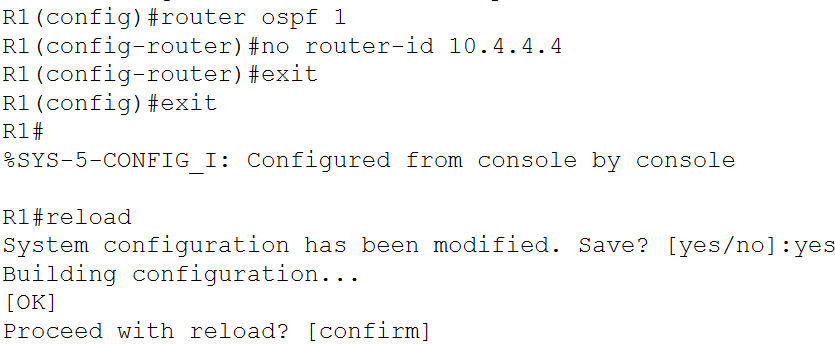 R1(config)#router ospf 1
R1(config-router)#no router-id 10.4.4.4
R1(config-router)#exit
R1(config)#exit
R1#
%SYS-5-CONFIG_I: Configured from console by console
R1#reload
System configuration has been modified. Save? [yes/no]:yes
Building configuration...
[OK]
Proceed with reload? [confirm]